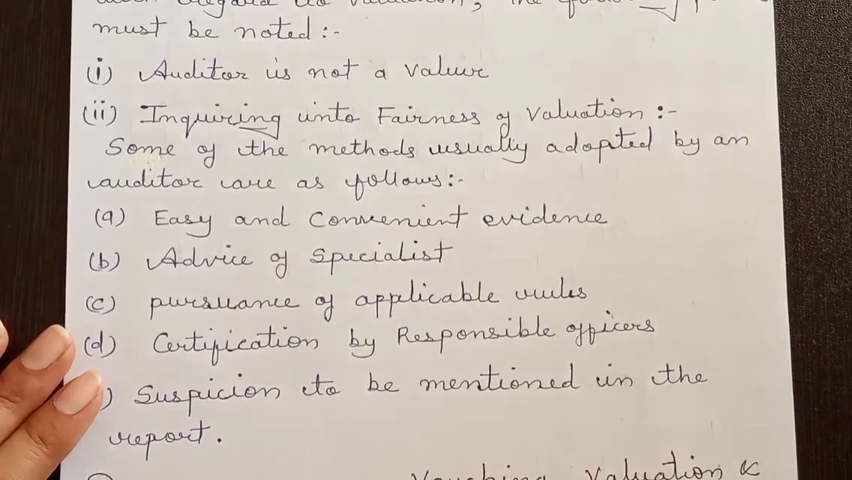 must be noted :-
(i) Auditor is not a valuer
(ii) Inquiring into Fairness of Valuation :-
Some of the methods usually adopted by an
auditor are as follows :-
(a) Easy and Convenient evidence
(b) Advice of Specialist
(c) pursuance of applicable rules
(d) Certification by Responsible officers
) Suspicion to be mentioned in the
report.
Vouching, Valuation &